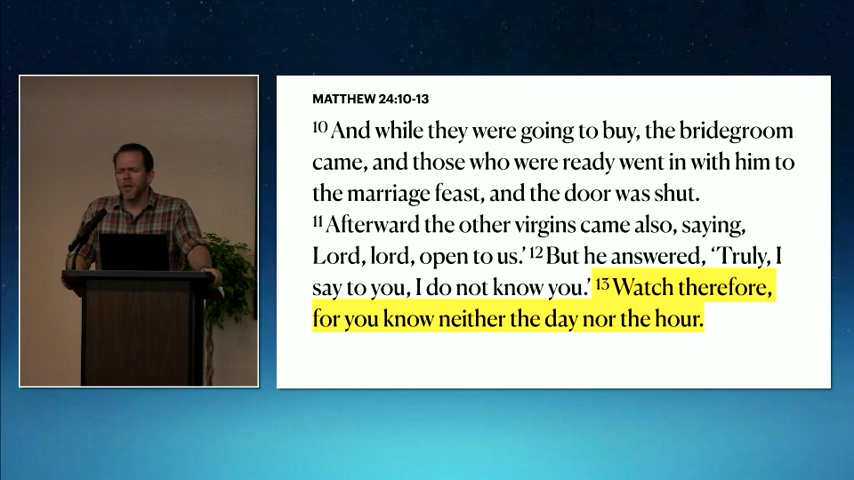 MATTHEW 24:10-13
10 And while they were going to buy, the bridegroom
came, and those who were ready went in with him to
the marriage feast, and the door was shut.
11 Afterward the other virgins came also, saying,
Lord, lord, open to us.’ 12 But he answered, ‘Truly, I
say to you, I do not know you.’ 13 Watch therefore,
for you know neither the day nor the hour.